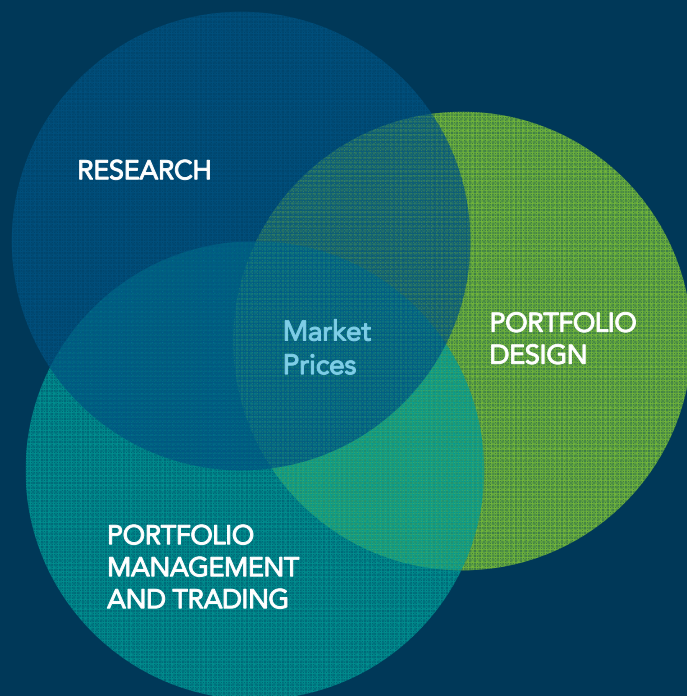 RESEARCH
Market
Prices
PORTFOLIO
DESIGN
PORTFOLIO
MANAGEMENT
AND TRADING